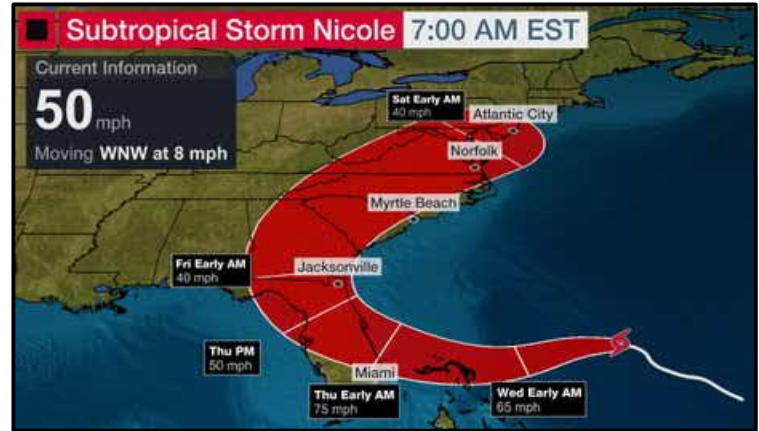 Subtropical Storm Nicole 7:00 AM EST
Current Information
50 mph
Moving WNW at 8 mph
Sat Early AM
40 mph
Atlantic City
Norfolk
Myrtle Beach
Fri Early AM
40 mph
Jacksonville
Thu PM
50 mph
Miami
Thu Early AM
75 mph
Wed Early AM
65 mph